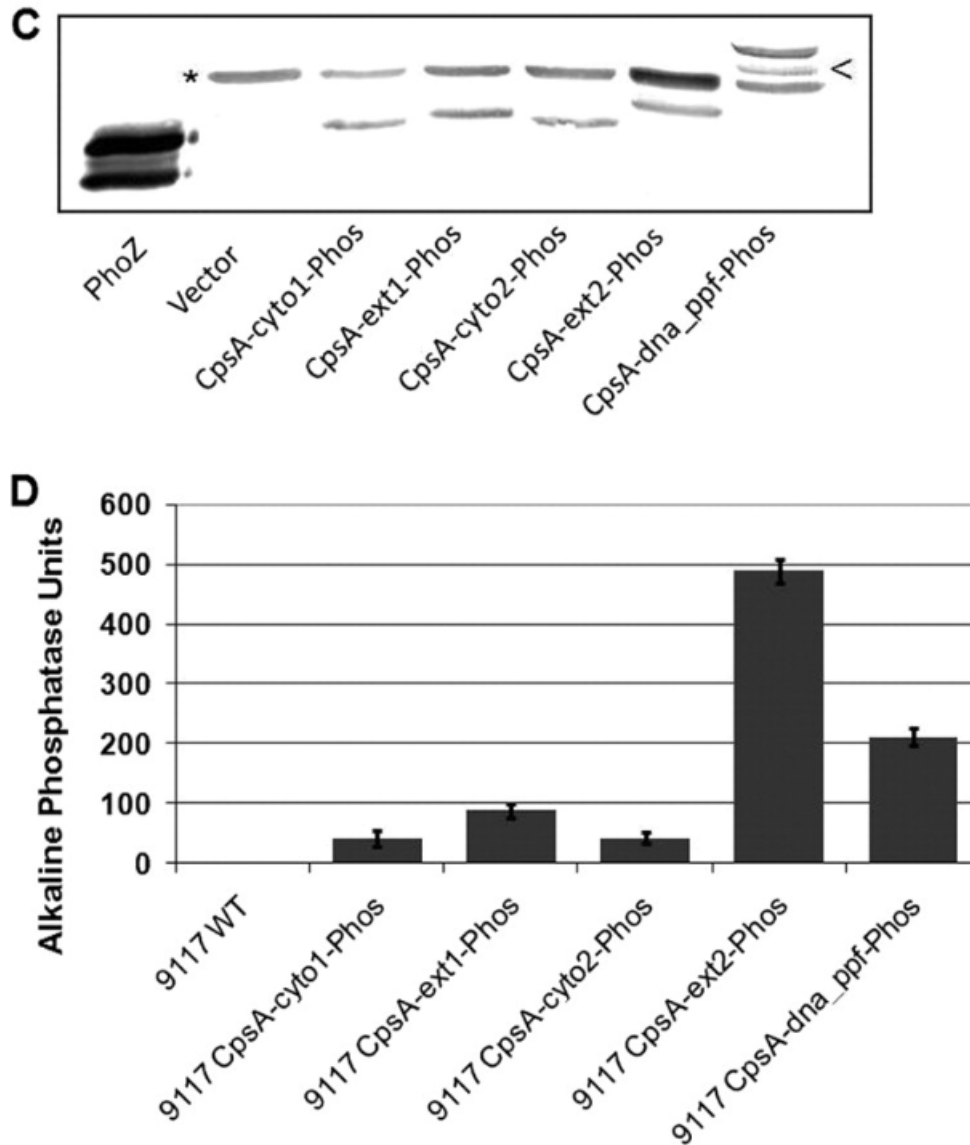 C
*
<
PhoZ
Vector
CpsA-cyto1-Phos
CpsA-ext1-Phos
CpsA-cyto2-Phos
CpsA-ext2-Phos
CpsA-dna_ppf-Phos
D
Alkaline Phosphatase Units
600
500
400
300
200
100
0
9117 WT
9117 CpsA-cyto1-Phos
9117 CpsA-ext1-Phos
9117 CpsA-cyto2-Phos
9117 CpsA-ext2-Phos
9117 CpsA-dna_ppf-Phos